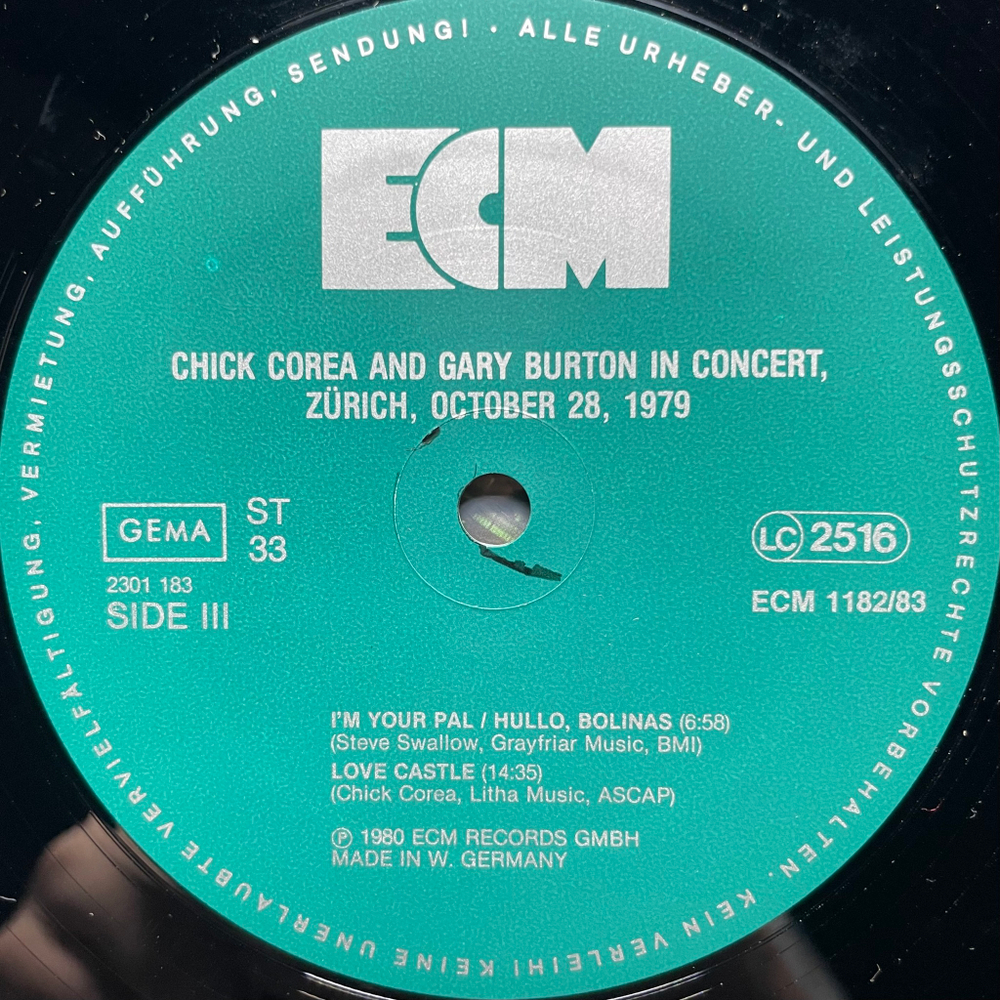 ECM
CHICK COREA AND GARY BURTON IN CONCERT,
ZÜRICH, OCTOBER 28, 1979
GEMA
ST
33
2301 183
SIDE III
LC 2516
ECM 1182/83
I'M YOUR PAL / HULLO, BOLINAS (6:58)
(Steve Swallow, Grayfriar Music, BMI)
LOVE CASTLE (14:35)
(Chick Corea, Litha Music, ASCAP)
Ⓟ 1980 ECM RECORDS GMBH
MADE IN W. GERMANY
· ALLE URHEBER- UND LEISTUNGSSCHUTZRECHTE VORBEHALTEN. KEIN VERLEIH! KEINE UNERLAUBTE VERVIELFÄLTIGUNG, VERMIETUNG, AUFFÜHRUNG, SENDUNG!